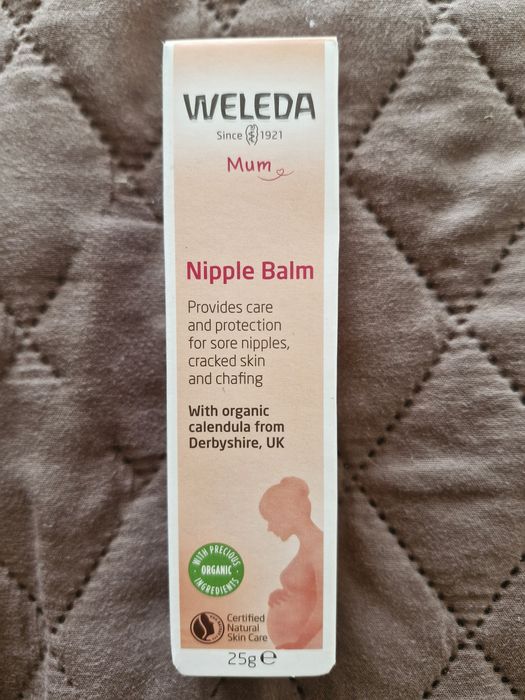 WELEDA
Since 1921
Mum
Nipple Balm
Provides care
and protection
for sore nipples,
cracked skin
and chafing
With organic
calendula from
Derbyshire, UK
WITH PRECIOUS
ORGANIC
INGREDIENTS
Certified
Natural
Skin Care
25g ℮